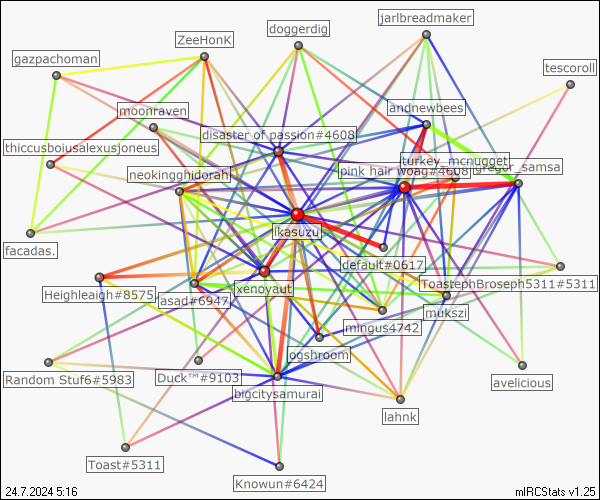 jarlbreadmaker
doggerdig
ZeeHonK
gazpachoman
tescoroll
moonraven
andnewbees
disaster of passion#4608
thiccusboiusalexusjoneus
turkey_mcnugget
pink hair woag#4608
gregor_samsa
neokingghidorah
ikasuzu
facadas.
default#0617
ToastephBroseph5311#5311
xenoyaut
Heighleaigh#8575
asad#6947
mukszi
mingus4742
ogshroom
Random Stuf6#5983
Duck™#9103
avelicious
bigcitysamurai
lahnk
Toast#5311
Knowun#6424
24.7.2024 5:16
mIRCStats v1.25